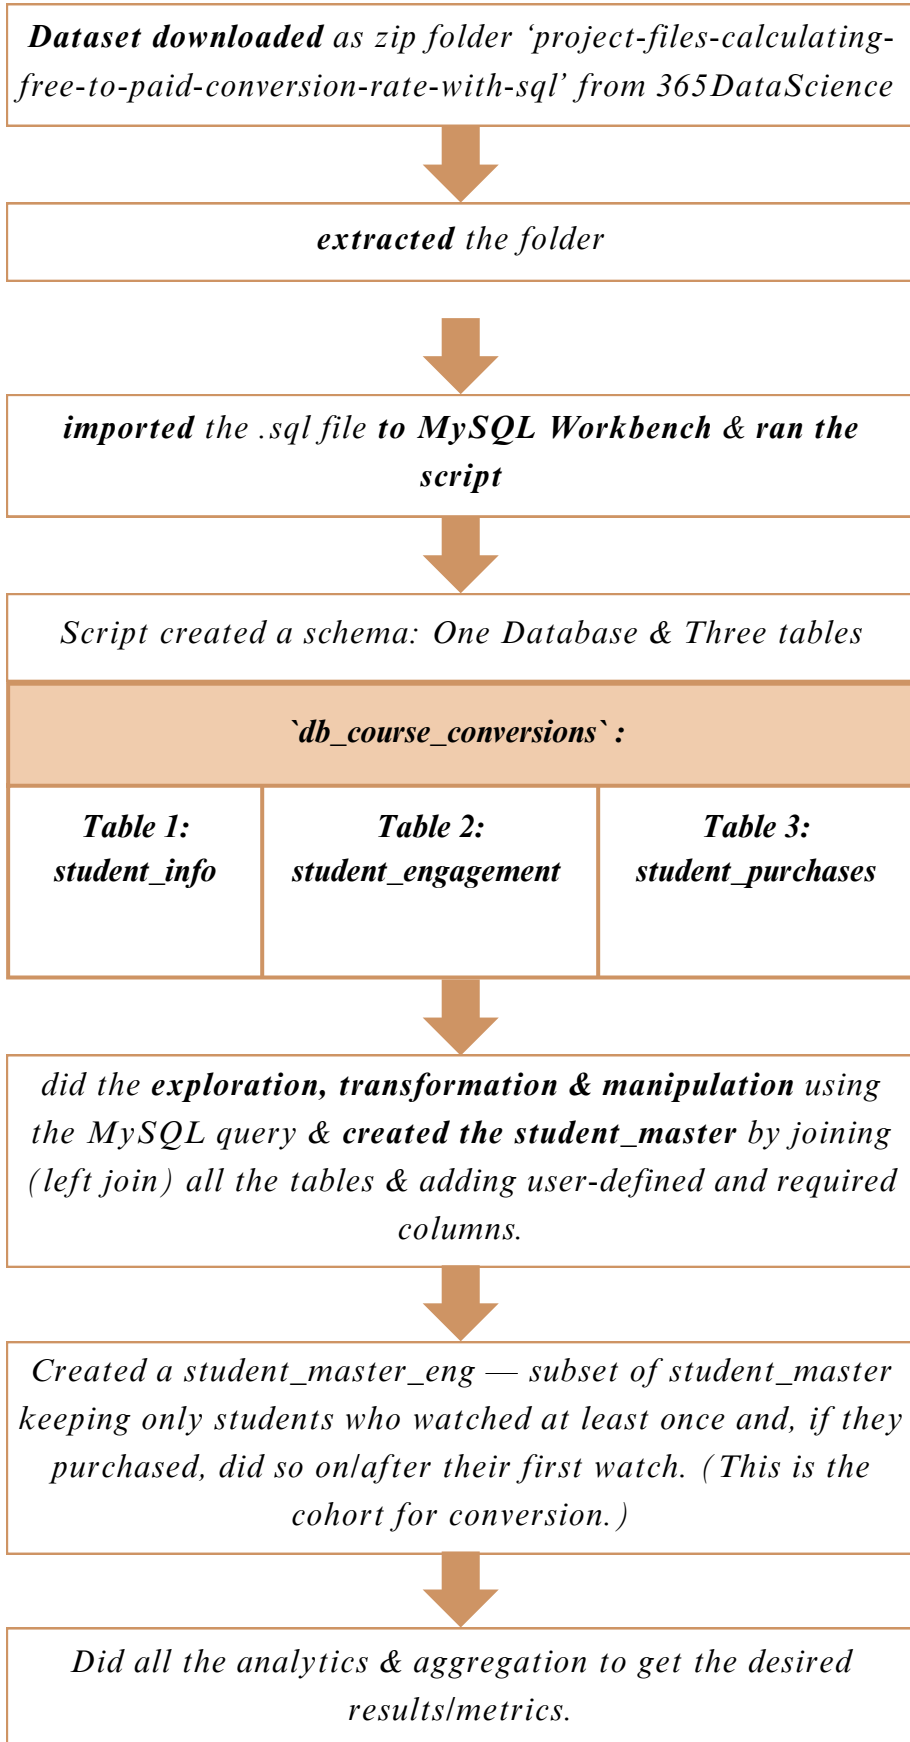 Dataset downloaded as zip folder ‘project-files-calculating-
free-to-paid-conversion-rate-with-sql’ from 365DataScience
extracted the folder
imported the .sql file to MySQL Workbench & ran the
script
Script created a schema: One Database & Three tables
`db_course_conversions` :
Table 1:
student_info
Table 2:
student_engagement
Table 3:
student_purchases
did the exploration, transformation & manipulation using
the MySQL query & created the student_master by joining
(left join) all the tables & adding user-defined and required
columns.
Created a student_master_eng — subset of student_master
keeping only students who watched at least once and, if they
purchased, did so on/after their first watch. (This is the
cohort for conversion.)
Did all the analytics & aggregation to get the desired
results/metrics.